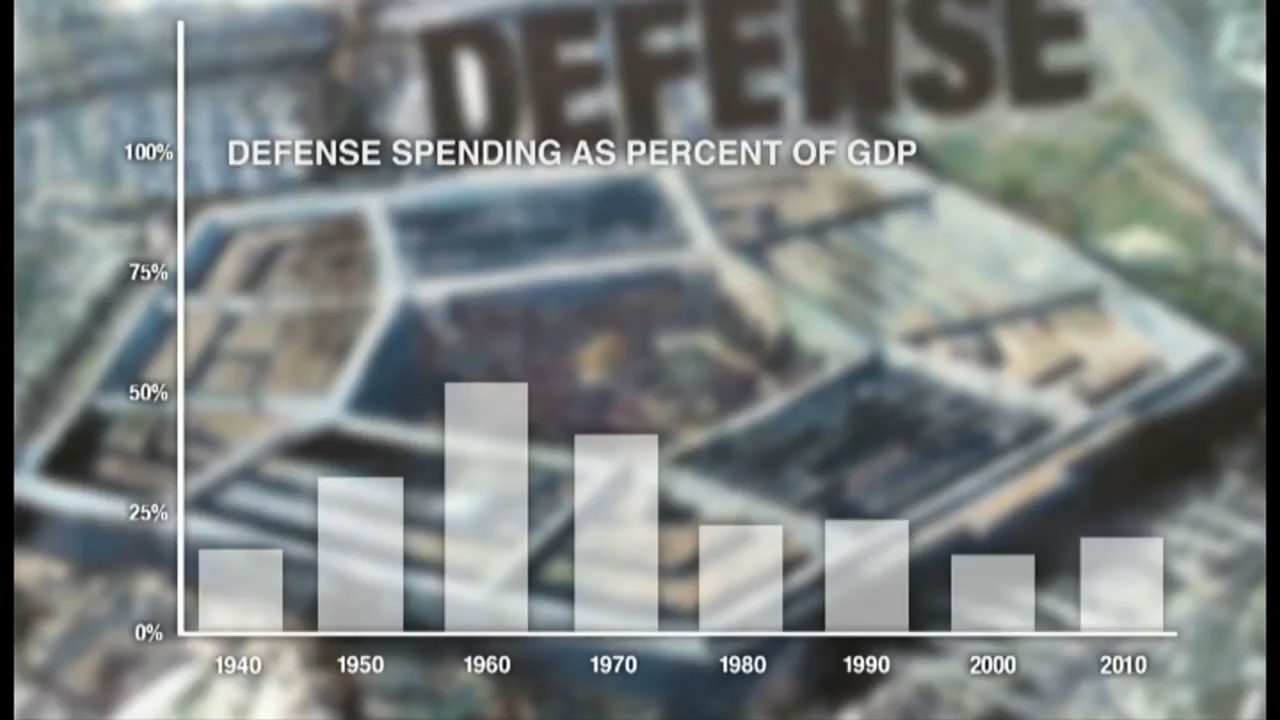 DEFENSE
DEFENSE SPENDING AS PERCENT OF GDP
100%
75%
50%
25%
0%
1940 1950 1960 1970 1980 1990 2000 2010